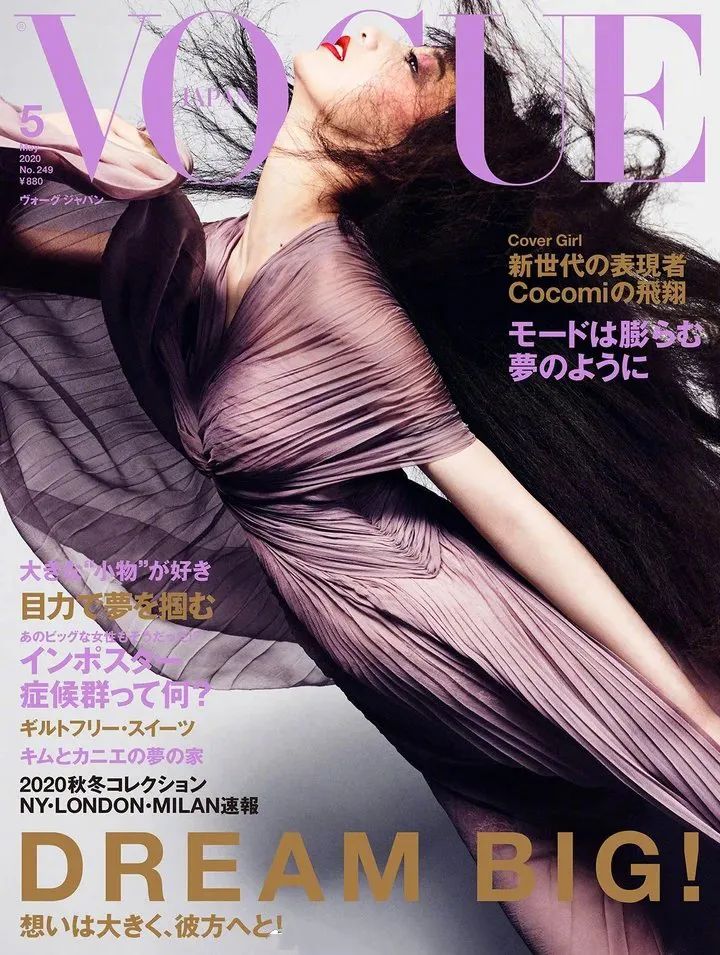 VOGUE
JAPAN
®
5
May
2020
No.249
¥880
ヴォーグ ジャパン
Cover Girl
新世代の表現者
Cocomiの飛翔
モードは膨らむ
夢のように
大きな“小物”が好き
目力で夢を掴む
あのビッグな女性もそうだった!?
インポスター
症候群って何?
ギルトフリー・スイーツ
キムとカニエの夢の家
2020秋冬コレクション
NY・LONDON・MILAN速報
DREAM BIG!
想いは大きく、彼方へと!